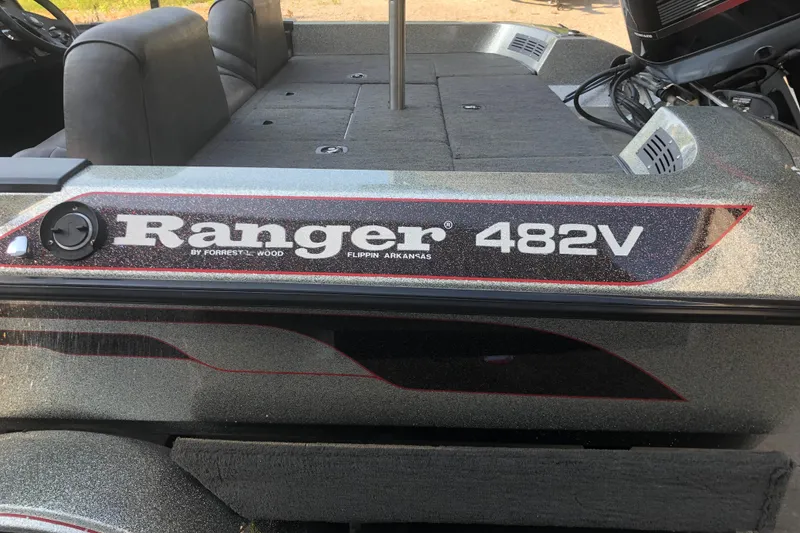 Ranger® 482V
BY FORREST L. WOOD FLIPPIN ARKANSAS